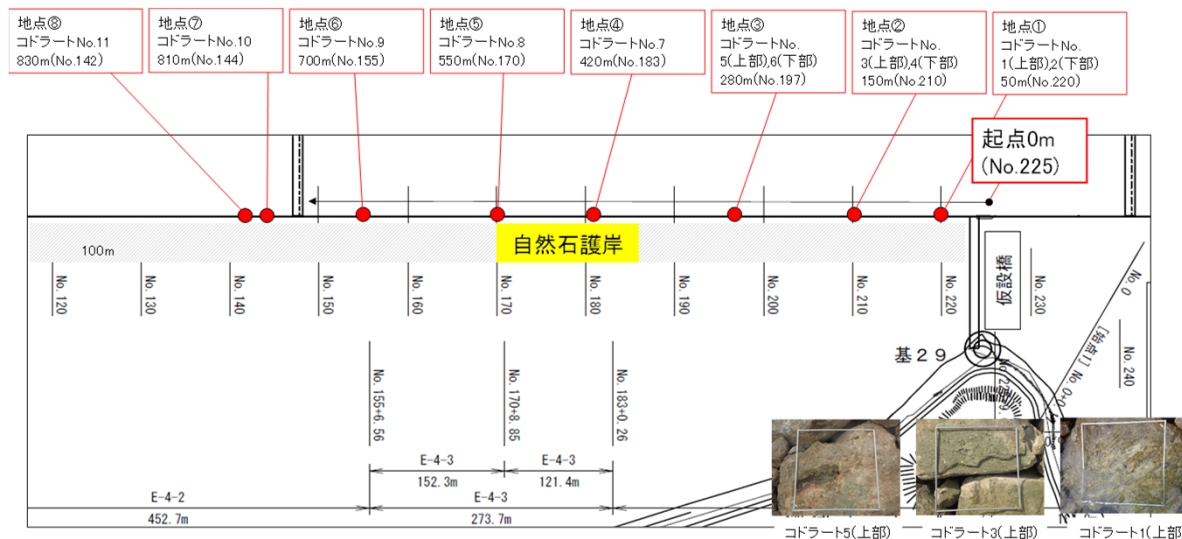 地点⑧
コドラートNo.11
830m(No.142)
地点⑦
コドラートNo.10
810m(No.144)
地点⑥
コドラートNo.9
700m(No.155)
地点⑤
コドラートNo.8
550m(No.170)
地点④
コドラートNo.7
420m(No.183)
地点③
コドラートNo.
5(上部),6(下部)
280m(No.197)
地点②
コドラートNo.
3(上部),4(下部)
150m(No.210)
地点①
コドラートNo.
1(上部),2(下部)
50m(No.220)
起点0m
(No.225)
自然石護岸
100m
No. 120
No. 130
No. 140
No. 150
No. 160
No. 170
No. 180
No. 190
No. 200
No. 210
No. 220
仮設橋
No. 230
No. 0
[始点1] No. 0+0
No. 240
基29
No. 155+6.56
No. 170+8.85
No. 183+0.26
E-4-3
152.3m
E-4-3
121.4m
E-4-2
452.7m
E-4-3
273.7m
コドラート5(上部)
コドラート3(上部)
コドラート1(上部